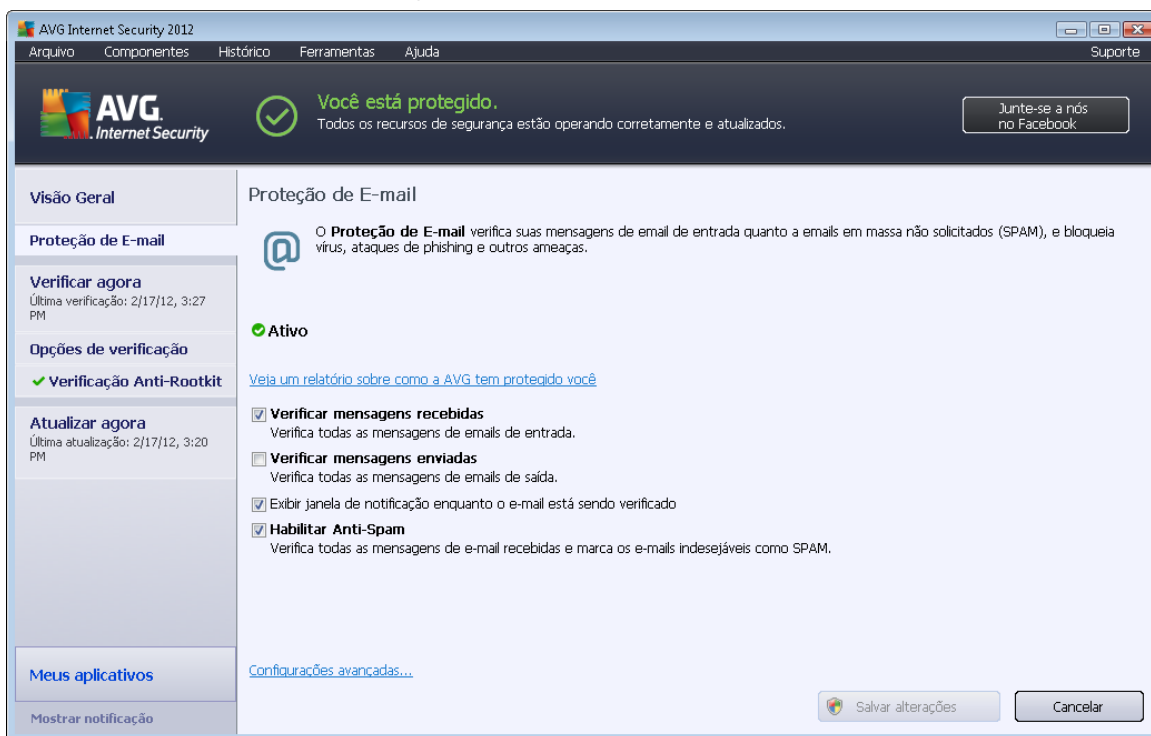 AVG Internet Security 2012
Arquivo Componentes Histórico Ferramentas Ajuda Suporte
AVG.
Internet Security
Você está protegido.
Todos os recursos de segurança estão operando corretamente e atualizados.
Junte-se a nós
no Facebook
Visão Geral
Proteção de E-mail
Verificar agora
Última verificação: 2/17/12, 3:27
PM
Opções de verificação
Verificação Anti-Rootkit
Atualizar agora
Última atualização: 2/17/12, 3:20
PM
Meus aplicativos
Mostrar notificação
Proteção de E-mail
O Proteção de E-mail verifica suas mensagens de email de entrada quanto a emails em massa não solicitados (SPAM), e bloqueia
vírus, ataques de phishing e outros ameaças.
Ativo
Veja um relatório sobre como a AVG tem protegido você
Verificar mensagens recebidas
Verifica todas as mensagens de emails de entrada.
Verificar mensagens enviadas
Verifica todas as mensagens de emails de saída.
Exibir janela de notificação enquanto o e-mail está sendo verificado
Habilitar Anti-Spam
Verifica todas as mensagens de e-mail recebidas e marca os e-mails indesejáveis como SPAM.
Configurações avançadas...
Salvar alterações
Cancelar